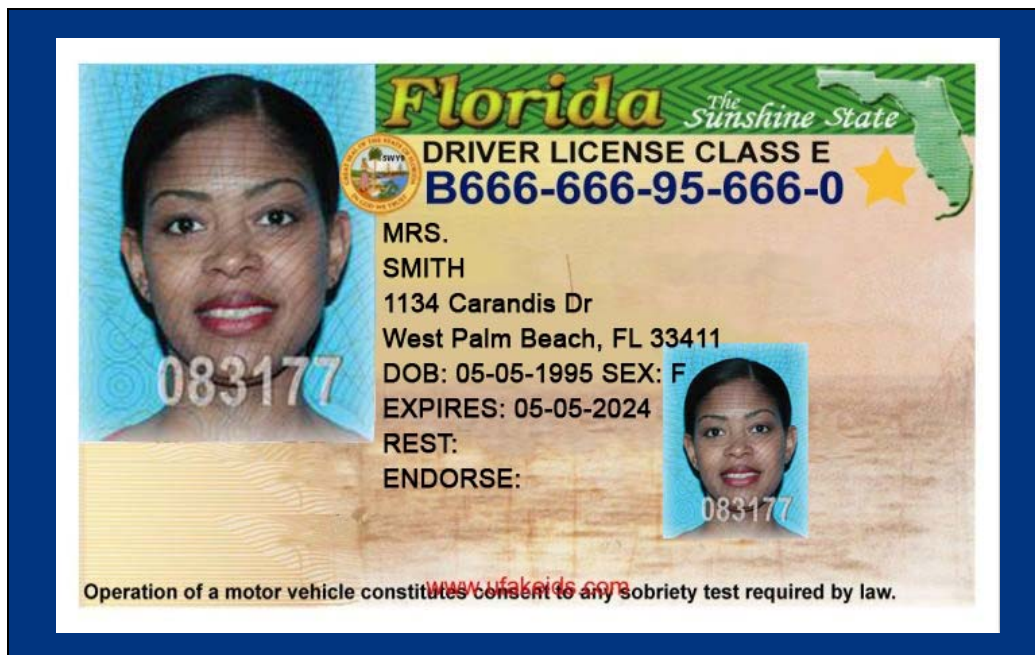 Florida The Sunshine State
DRIVER LICENSE CLASS E
B666-666-95-666-0
MRS.
SMITH
1134 Carandis Dr
West Palm Beach, FL 33411
DOB: 05-05-1995 SEX: F
EXPIRES: 05-05-2024
REST:
ENDORSE:
083177
083177
Operation of a motor vehicle constitutes consent to any sobriety test required by law.
www.ufakeids.com